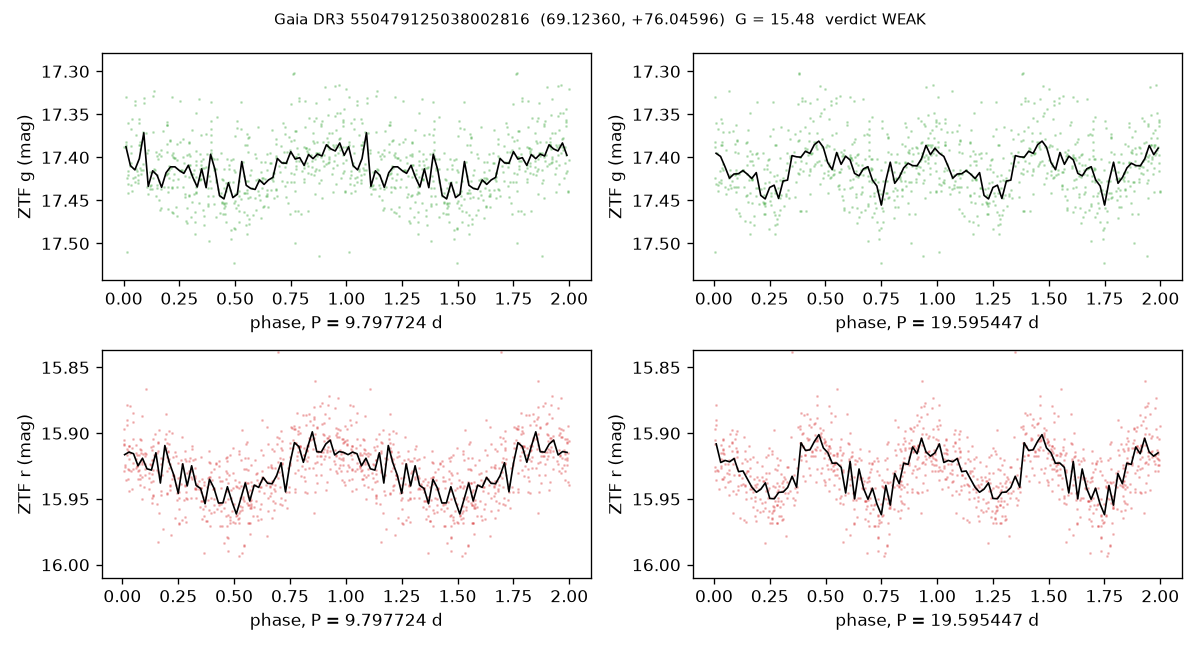 Gaia DR3 550479125038002816 (69.12360, +76.04596) G = 15.48 verdict WEAK
17.30
17.35
17.40
17.45
17.50
ZTF g (mag)
0.00 0.25 0.50 0.75 1.00 1.25 1.50 1.75 2.00
phase, P = 9.797724 d
17.30
17.35
17.40
17.45
17.50
ZTF g (mag)
0.00 0.25 0.50 0.75 1.00 1.25 1.50 1.75 2.00
phase, P = 19.595447 d
15.85
15.90
15.95
16.00
ZTF r (mag)
0.00 0.25 0.50 0.75 1.00 1.25 1.50 1.75 2.00
phase, P = 9.797724 d
15.85
15.90
15.95
16.00
ZTF r (mag)
0.00 0.25 0.50 0.75 1.00 1.25 1.50 1.75 2.00
phase, P = 19.595447 d